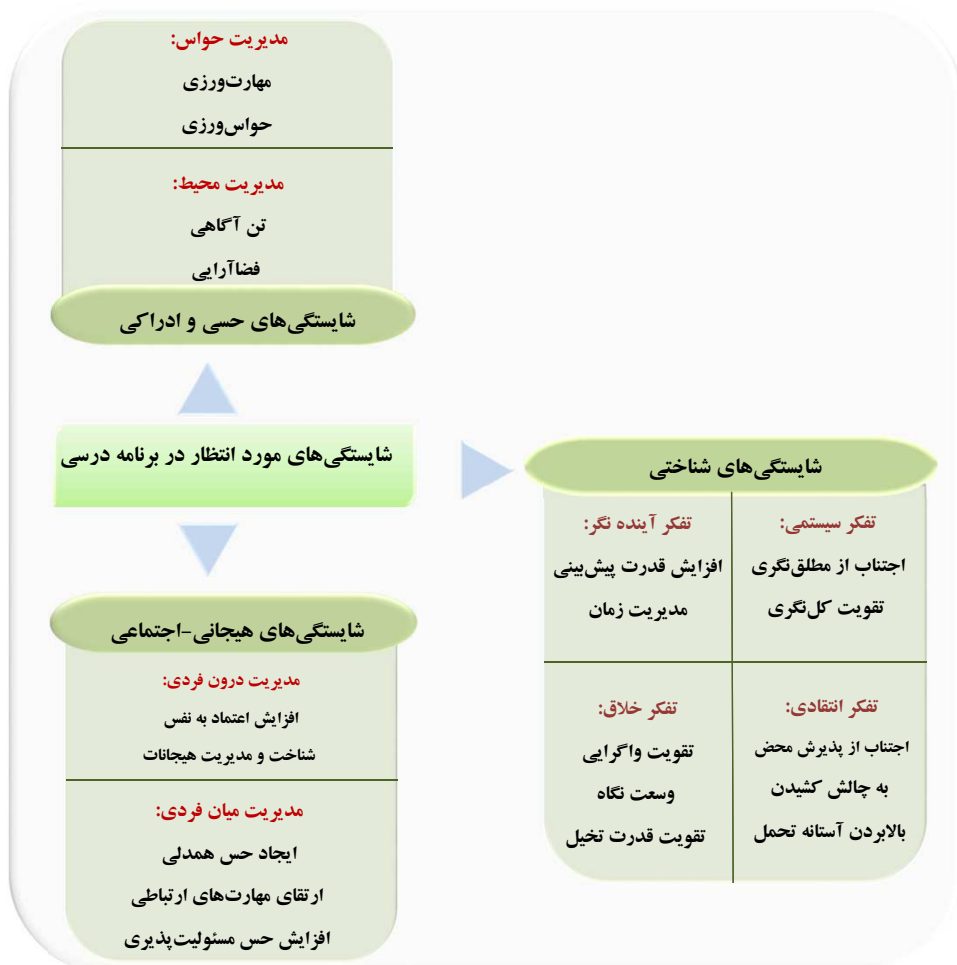 مدیریت حواس:
مهارت‌ورزی
حواس‌ورزی
مدیریت محیط:
تن آگاهی
فضاآرایی
شایستگی‌های حسی و ادراکی
شایستگی‌های مورد انتظار در برنامه درسی
شایستگی‌های شناختی
تفکر سیستمی:
اجتناب از مطلق‌نگری
تقویت کل‌نگری
تفکر آینده نگر:
افزایش قدرت پیش‌بینی
مدیریت زمان
تفکر انتقادی:
اجتناب از پذیرش محض
به چالش کشیدن
بالابردن آستانه تحمل
تفکر خلاق:
تقویت واگرایی
وسعت نگاه
تقویت قدرت تخیل
شایستگی‌های هیجانی-اجتماعی
مدیریت درون فردی:
افزایش اعتماد به نفس
شناخت و مدیریت هیجانات
مدیریت میان فردی:
ایجاد حس همدلی
ارتقای مهارت‌های ارتباطی
افزایش حس مسئولیت‌پذیری